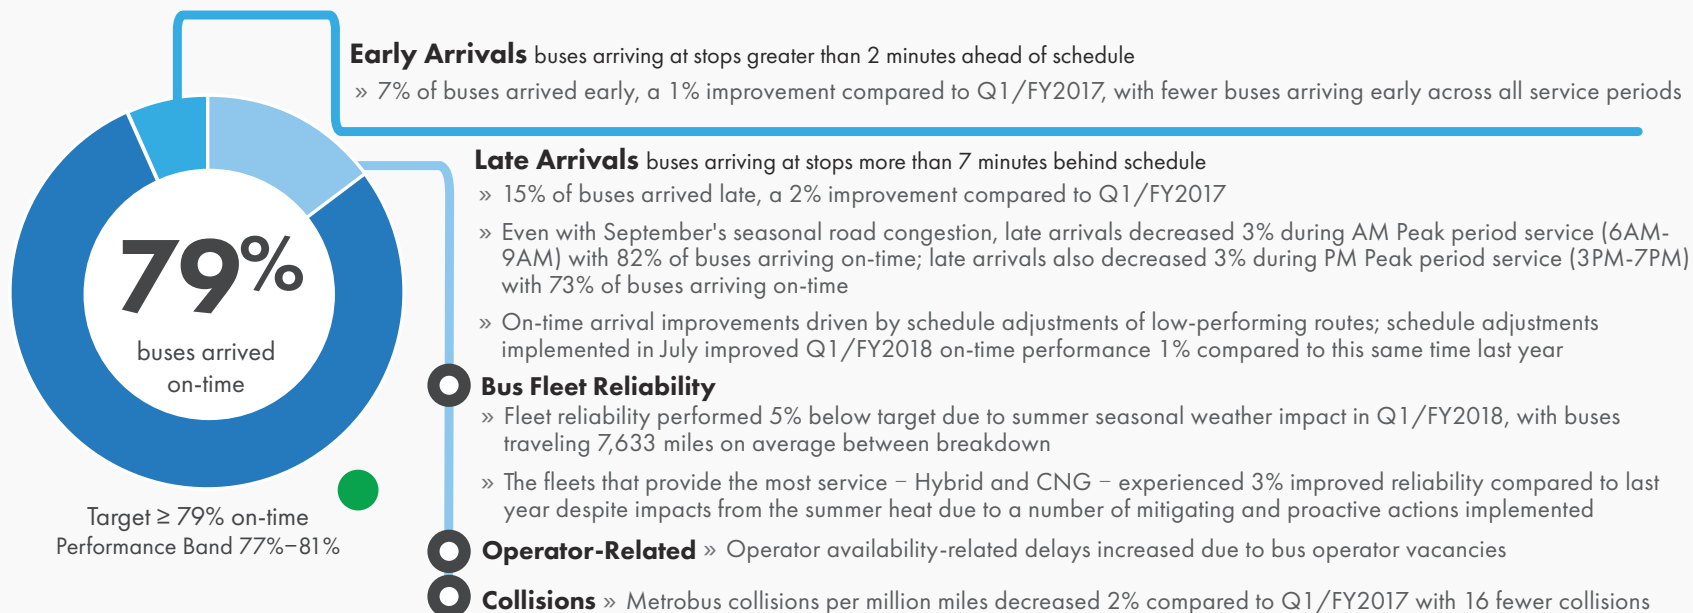 Early Arrivals buses arriving at stops greater than 2 minutes ahead of schedule
» 7% of buses arrived early, a 1% improvement compared to Q1/FY2017, with fewer buses arriving early across all service periods
Late Arrivals buses arriving at stops more than 7 minutes behind schedule
» 15% of buses arrived late, a 2% improvement compared to Q1/FY2017
» Even with September's seasonal road congestion, late arrivals decreased 3% during AM Peak period service (6AM-
9AM) with 82% of buses arriving on-time; late arrivals also decreased 3% during PM Peak period service (3PM-7PM)
with 73% of buses arriving on-time
» On-time arrival improvements driven by schedule adjustments of low-performing routes; schedule adjustments
implemented in July improved Q1/FY2018 on-time performance 1% compared to this same time last year
79%
buses arrived
on-time
Target ≥ 79% on-time
Performance Band 77%–81%
Bus Fleet Reliability
» Fleet reliability performed 5% below target due to summer seasonal weather impact in Q1/FY2018, with buses
traveling 7,633 miles on average between breakdown
» The fleets that provide the most service – Hybrid and CNG – experienced 3% improved reliability compared to last
year despite impacts from the summer heat due to a number of mitigating and proactive actions implemented
Operator-Related » Operator availability-related delays increased due to bus operator vacancies
Collisions » Metrobus collisions per million miles decreased 2% compared to Q1/FY2017 with 16 fewer collisions